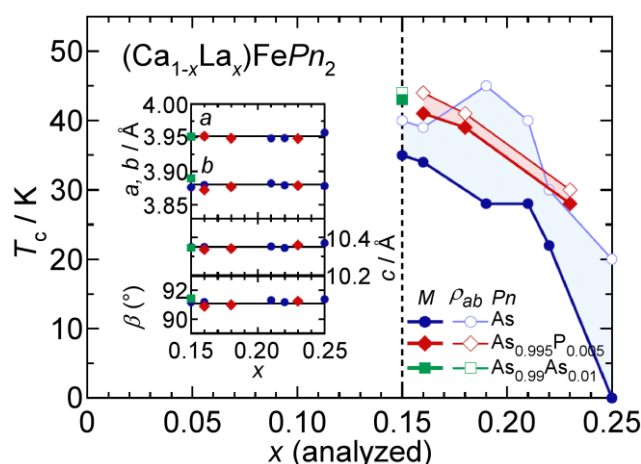 (Ca1-xLax)FePn2
Tc / K
50
40
30
20
10
0
0
0.05
0.10
0.15
0.20
0.25
x (analyzed)
a, b / Å
4.00
3.95
3.90
3.85
a
b
10.4
10.2
c / Å
β (°)
92
90
0.15
0.20
0.25
x
M ρab Pn
As
As0.995P0.005
As0.99As0.01